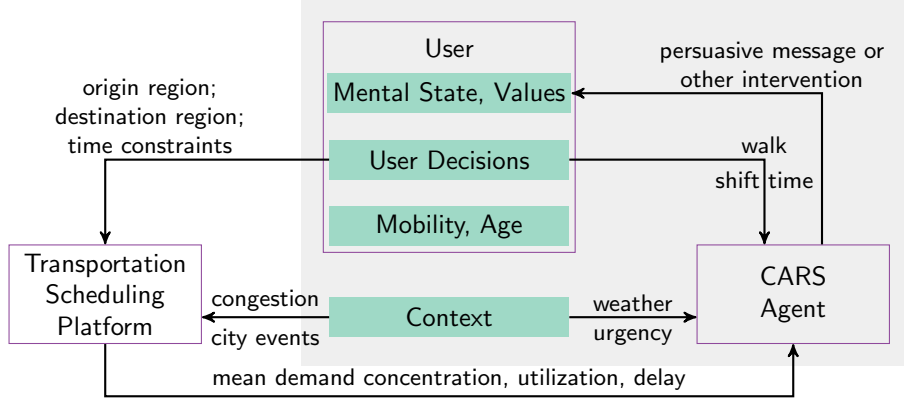 User
persuasive message or
other intervention
origin region;
destination region;
time constraints
Mental State, Values
User Decisions
walk
shift time
Mobility, Age
Transportation
Scheduling
Platform
congestion
city events
Context
weather
urgency
CARS
Agent
mean demand concentration, utilization, delay